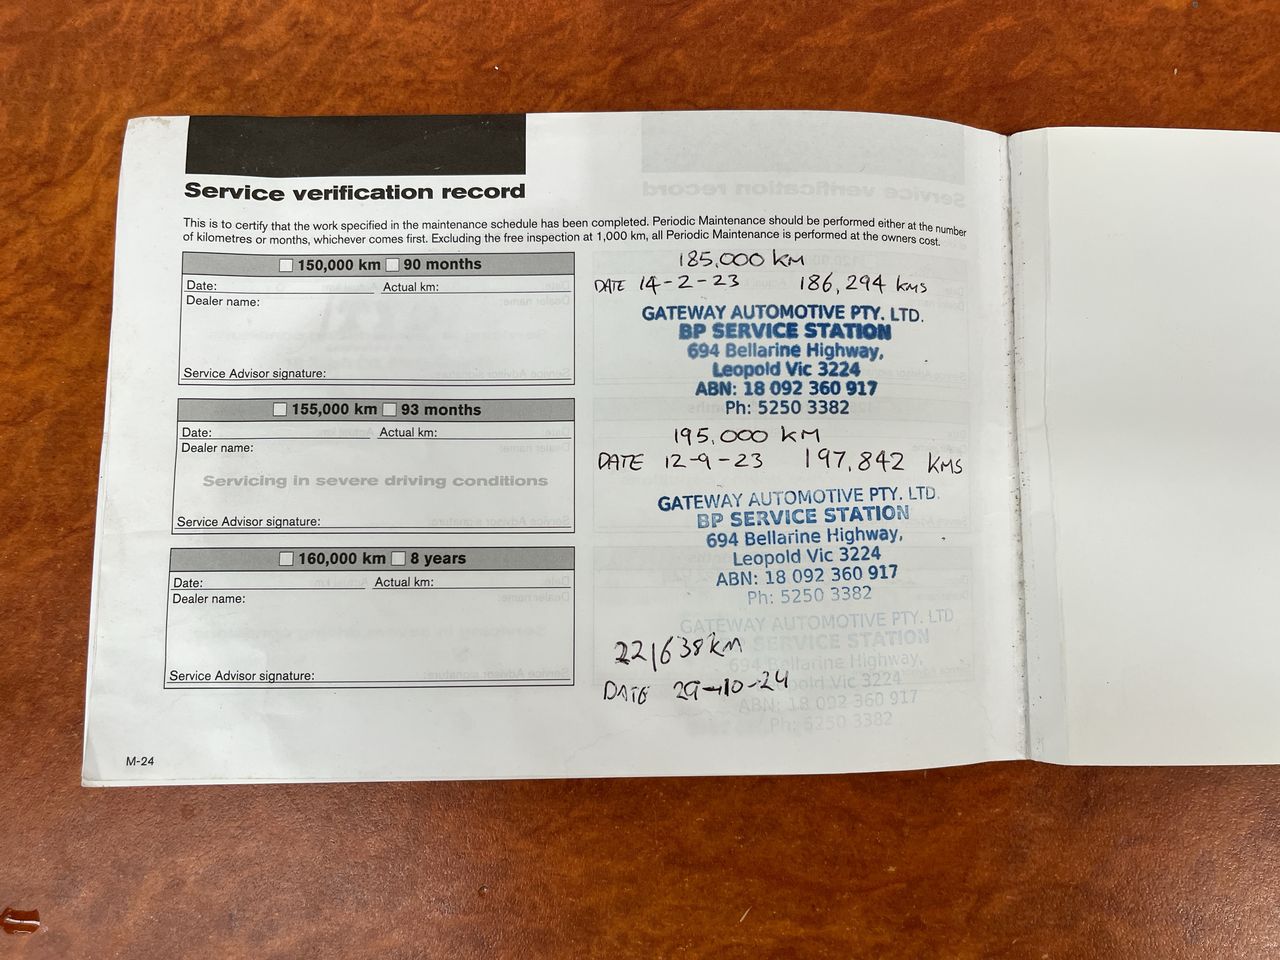 Service verification record
This is to certify that the work specified in the maintenance schedule has been completed. Periodic Maintenance should be performed either at the number
of kilometres or months, whichever comes first. Excluding the free inspection at 1,000 km, all Periodic Maintenance is performed at the owners cost.
150,000 km 90 months
Date: Actual km:
Dealer name:
Service Advisor signature:
155,000 km 93 months
Date: Actual km:
Dealer name:
Servicing in severe driving conditions
Service Advisor signature:
160,000 km 8 years
Date: Actual km:
Dealer name:
Service Advisor signature:
M-24
185,000 KM
DATE 14-2-23 186,294 kms
GATEWAY AUTOMOTIVE PTY. LTD.
BP SERVICE STATION
694 Bellarine Highway,
Leopold Vic 3224
ABN: 18 092 360 917
Ph: 5250 3382
195,000 KM
DATE 12-9-23 197,842 KMS
GATEWAY AUTOMOTIVE PTY. LTD.
BP SERVICE STATION
694 Bellarine Highway,
Leopold Vic 3224
ABN: 18 092 360 917
Ph: 5250 3382
221638KM
DATE 29-10-24
GATEWAY AUTOMOTIVE PTY. LTD
BP SERVICE STATION
694 Bellarine Highway,
Leopold Vic 3224
ABN: 18 092 360 917
Ph: 5250 3382